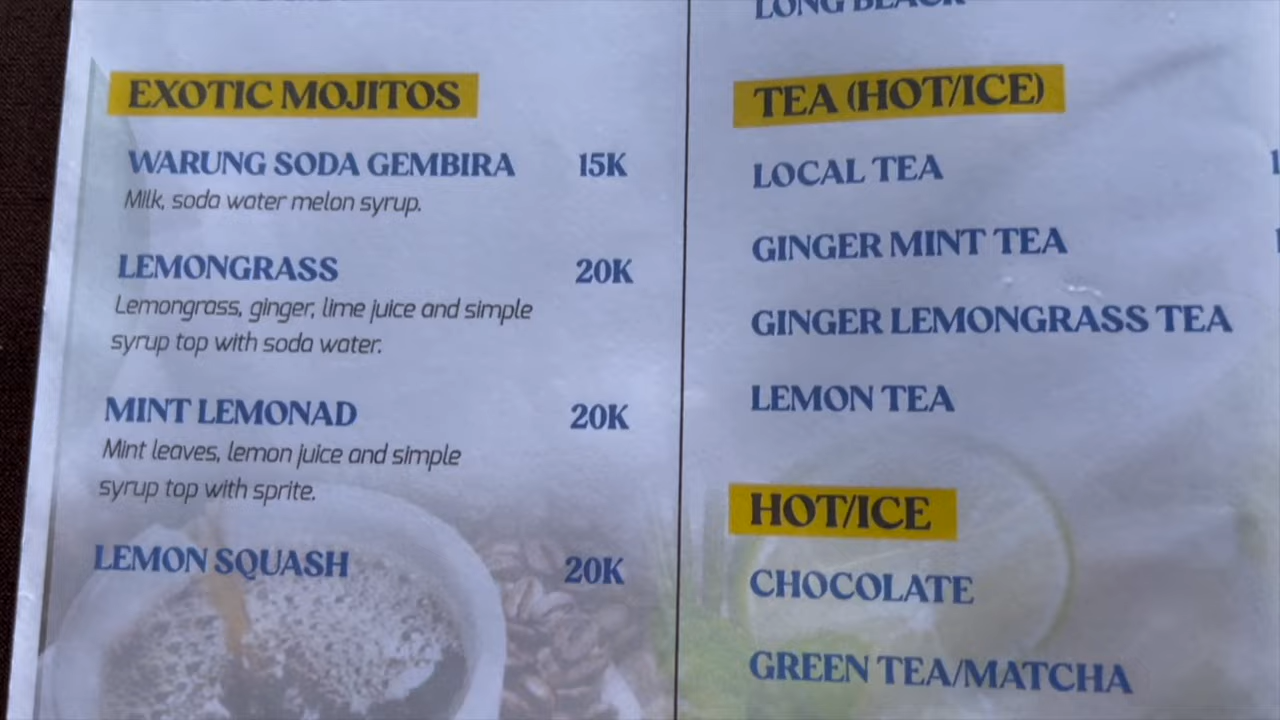 EXOTIC MOJITOS
WARUNG SODA GEMBIRA 15K
Milk, soda water melon syrup.
LEMONGRASS 20K
Lemongrass, ginger, lime juice and simple
syrup top with soda water.
MINT LEMONAD 20K
Mint leaves, lemon juice and simple
syrup top with sprite.
LEMON SQUASH 20K
LONG BLACK
TEA (HOT/ICE)
LOCAL TEA
GINGER MINT TEA
GINGER LEMONGRASS TEA
LEMON TEA
HOT/ICE
CHOCOLATE
GREEN TEA/MATCHA